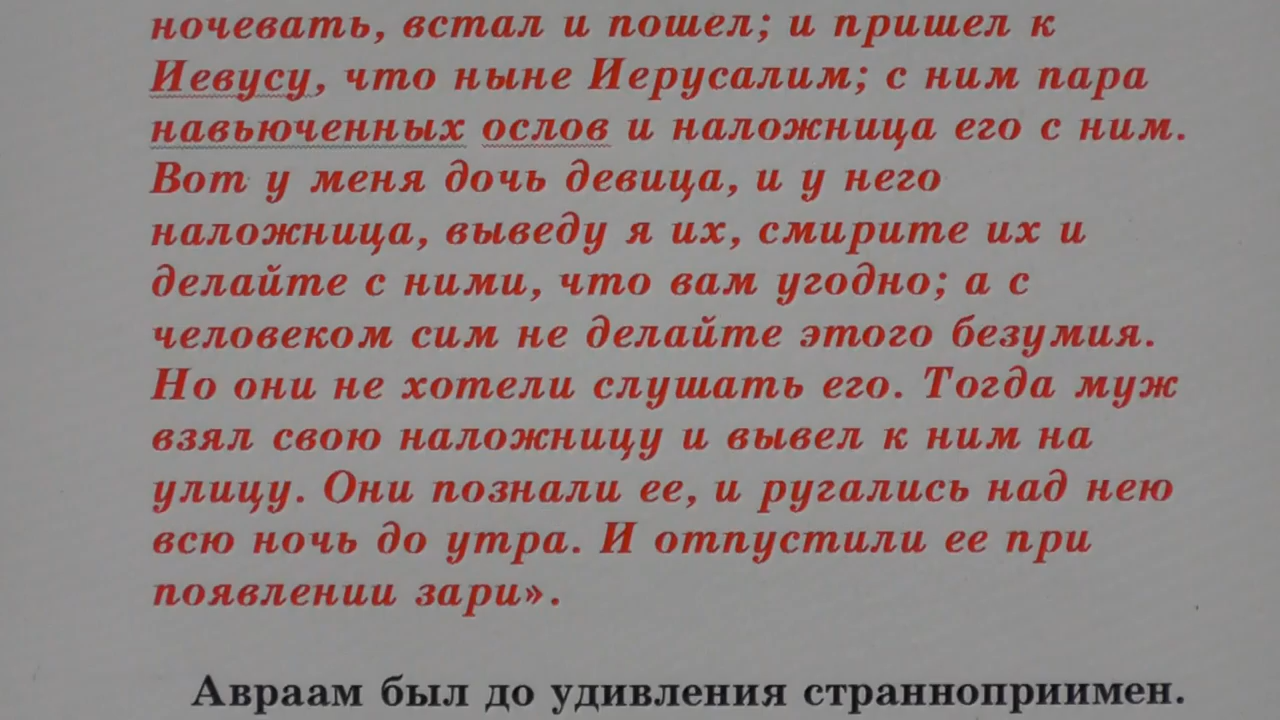 ночевать, встал и пошел; и пришел к
Иевусу, что ныне Иерусалим; с ним пара
навьюченных ослов и наложница его с ним.
Вот у меня дочь девица, и у него
наложница, выведу я их, смирите их и
делайте с ними, что вам угодно; а с
человеком сим не делайте этого безумия.
Но они не хотели слушать его. Тогда муж
взял свою наложницу и вывел к ним на
улицу. Они познали ее, и ругались над нею
всю ночь до утра. И отпустили ее при
появлении зари».
Авраам был до удивления странноприимен.